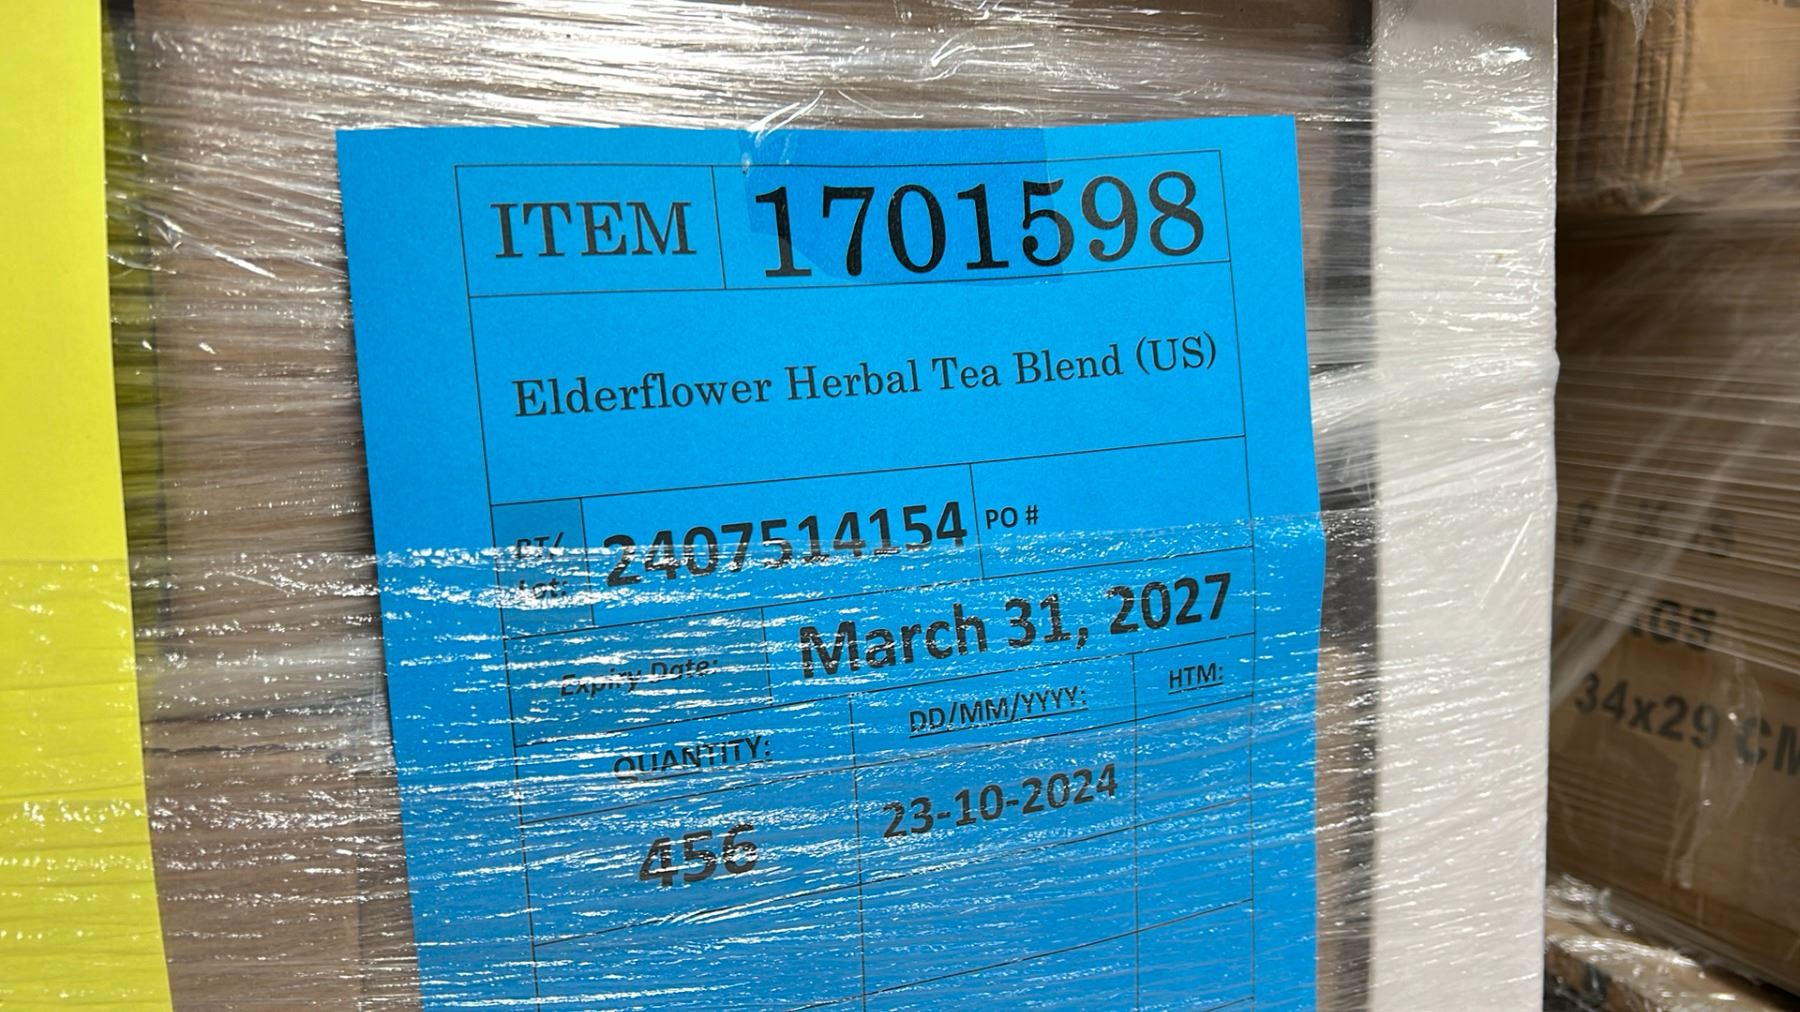 ITEM 1701598
Elderflower Herbal Tea Blend (US)
Lot: 2407514154 PO #
Expiry Date: March 31, 2027
QUANTITY: DD/MM/YYYY: HTM:
456 23-10-2024
34x29 CM